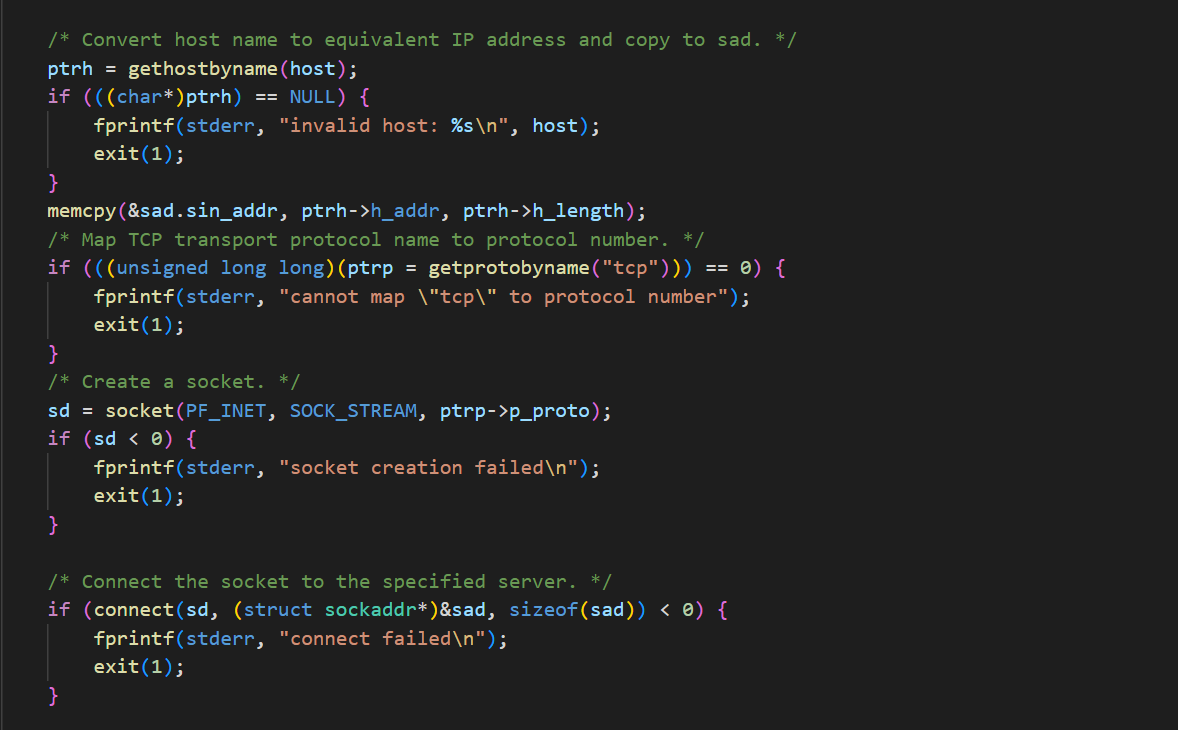 /* Convert host name to equivalent IP address and copy to sad. */
ptrh = gethostbyname(host);
if (((char*)ptrh) == NULL) {
    fprintf(stderr, "invalid host: %s\n", host);
    exit(1);
}
memcpy(&sad.sin_addr, ptrh->h_addr, ptrh->h_length);
/* Map TCP transport protocol name to protocol number. */
if (((unsigned long long)(ptrp = getprotobyname("tcp"))) == 0) {
    fprintf(stderr, "cannot map \"tcp\" to protocol number");
    exit(1);
}
/* Create a socket. */
sd = socket(PF_INET, SOCK_STREAM, ptrp->p_proto);
if (sd < 0) {
    fprintf(stderr, "socket creation failed\n");
    exit(1);
}

/* Connect the socket to the specified server. */
if (connect(sd, (struct sockaddr*)&sad, sizeof(sad)) < 0) {
    fprintf(stderr, "connect failed\n");
    exit(1);
}